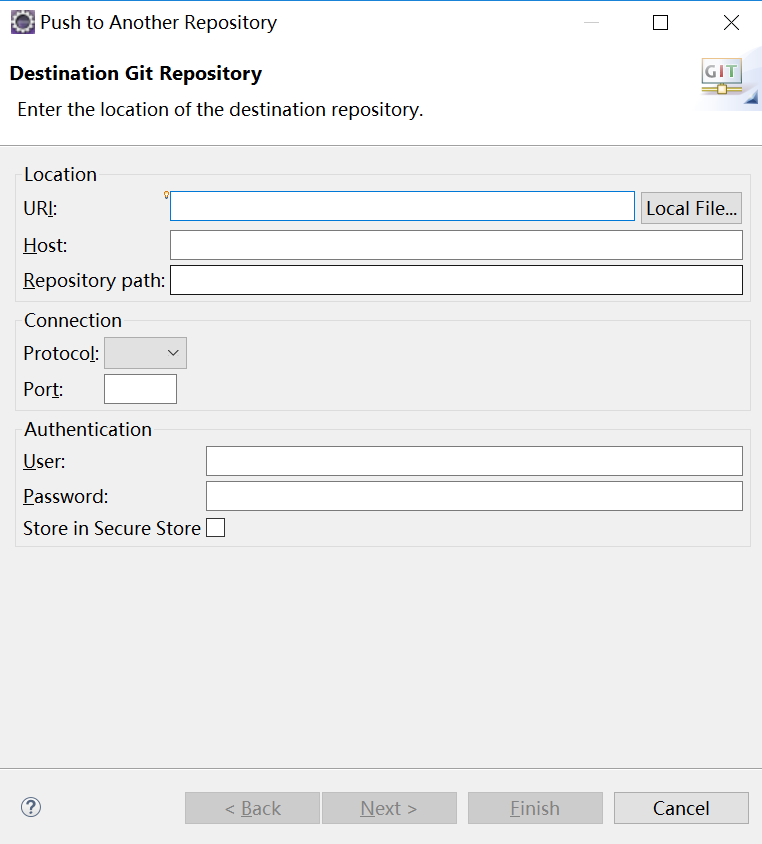 Push to Another Repository
Destination Git Repository
GIT
Enter the location of the destination repository.
Location
URI:
Local File...
Host:
Repository path:
Connection
Protocol:
Port:
Authentication
User:
Password:
Store in Secure Store
?
< Back
Next >
Finish
Cancel